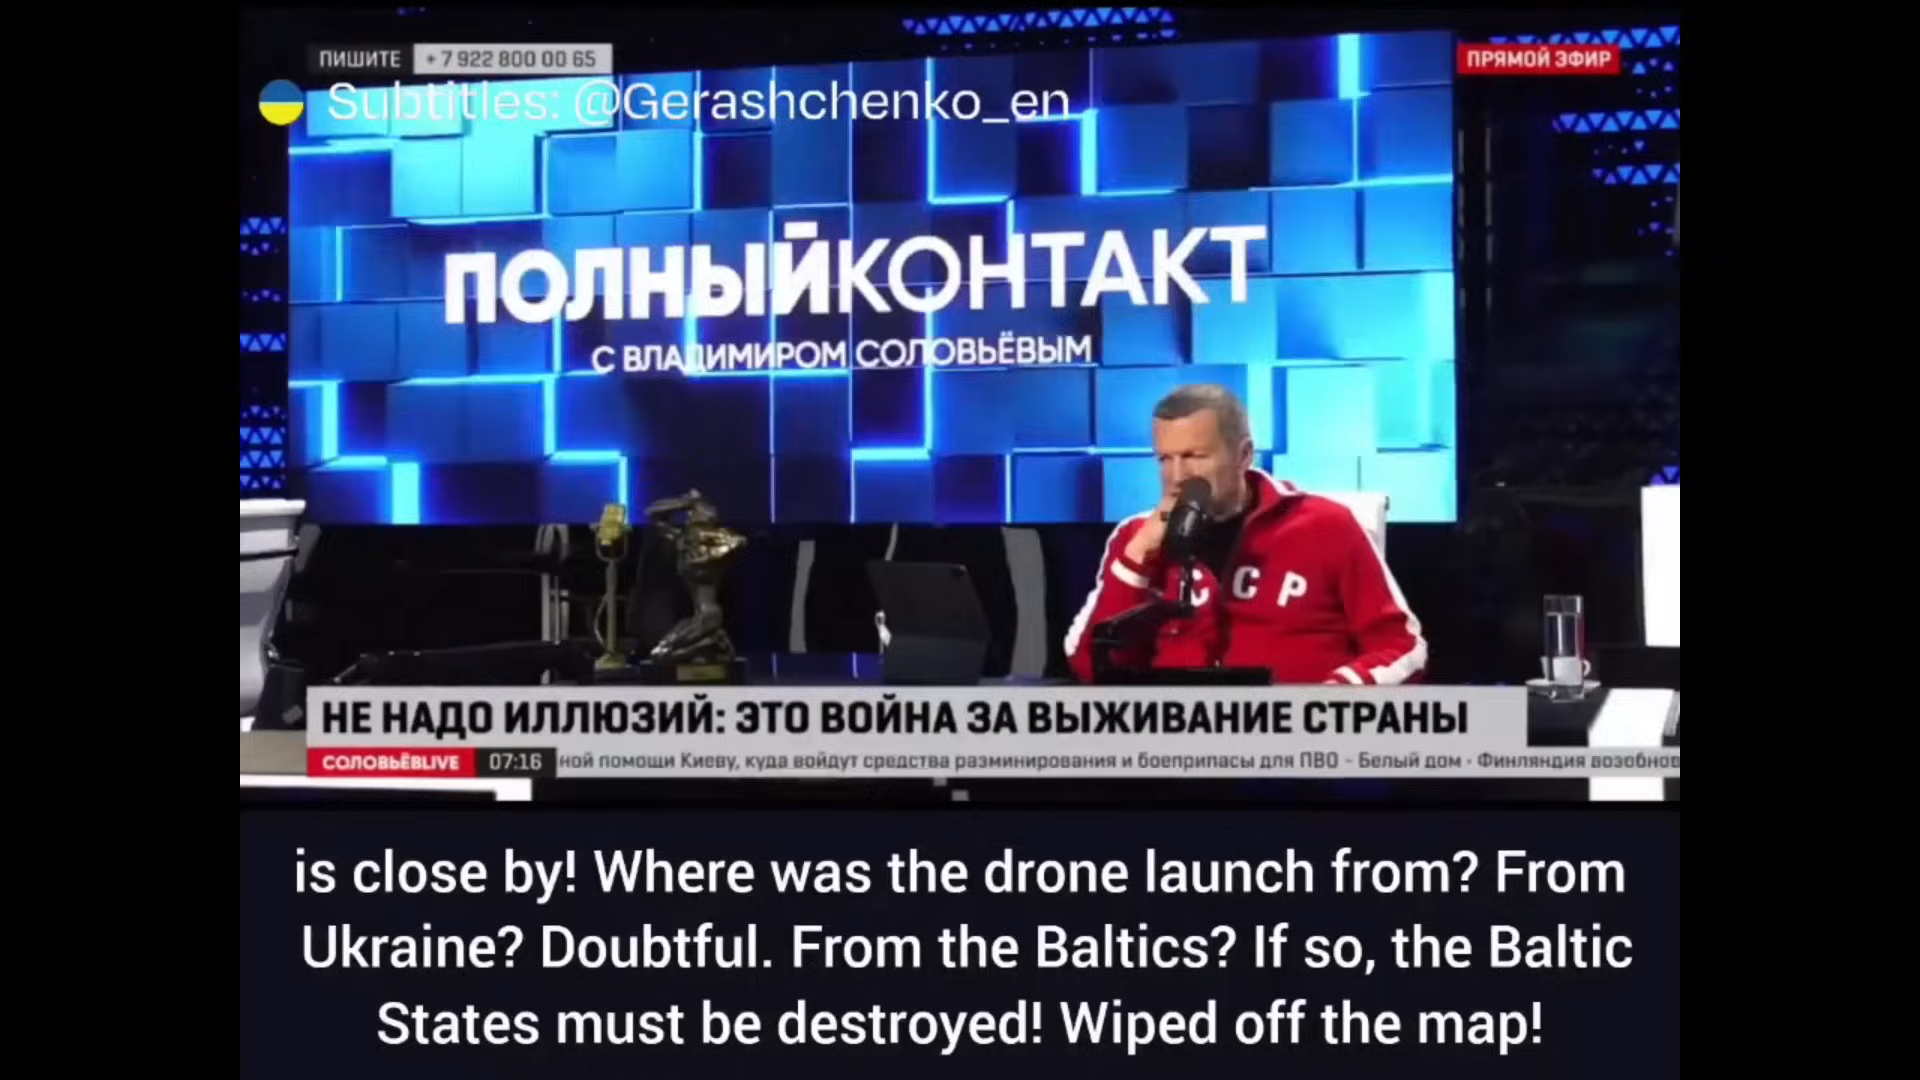 ПИШИТЕ +7 922 800 00 65
ПРЯМОЙ ЭФИР
Subtitles: @Gerashchenko_en
ПОЛНЫЙКОНТАКТ
С ВЛАДИМИРОМ СОЛОВЬЁВЫМ
С С Р
НЕ НАДО ИЛЛЮЗИЙ: ЭТО ВОЙНА ЗА ВЫЖИВАНИЕ СТРАНЫ
СОЛОВЬЁВLIVE 07:16 ной помощи Киеву, куда войдут средства разминирования и боеприпасы для ПВО - Белый дом · Финляндия возобнов
is close by! Where was the drone launch from? From
Ukraine? Doubtful. From the Baltics? If so, the Baltic
States must be destroyed! Wiped off the map!